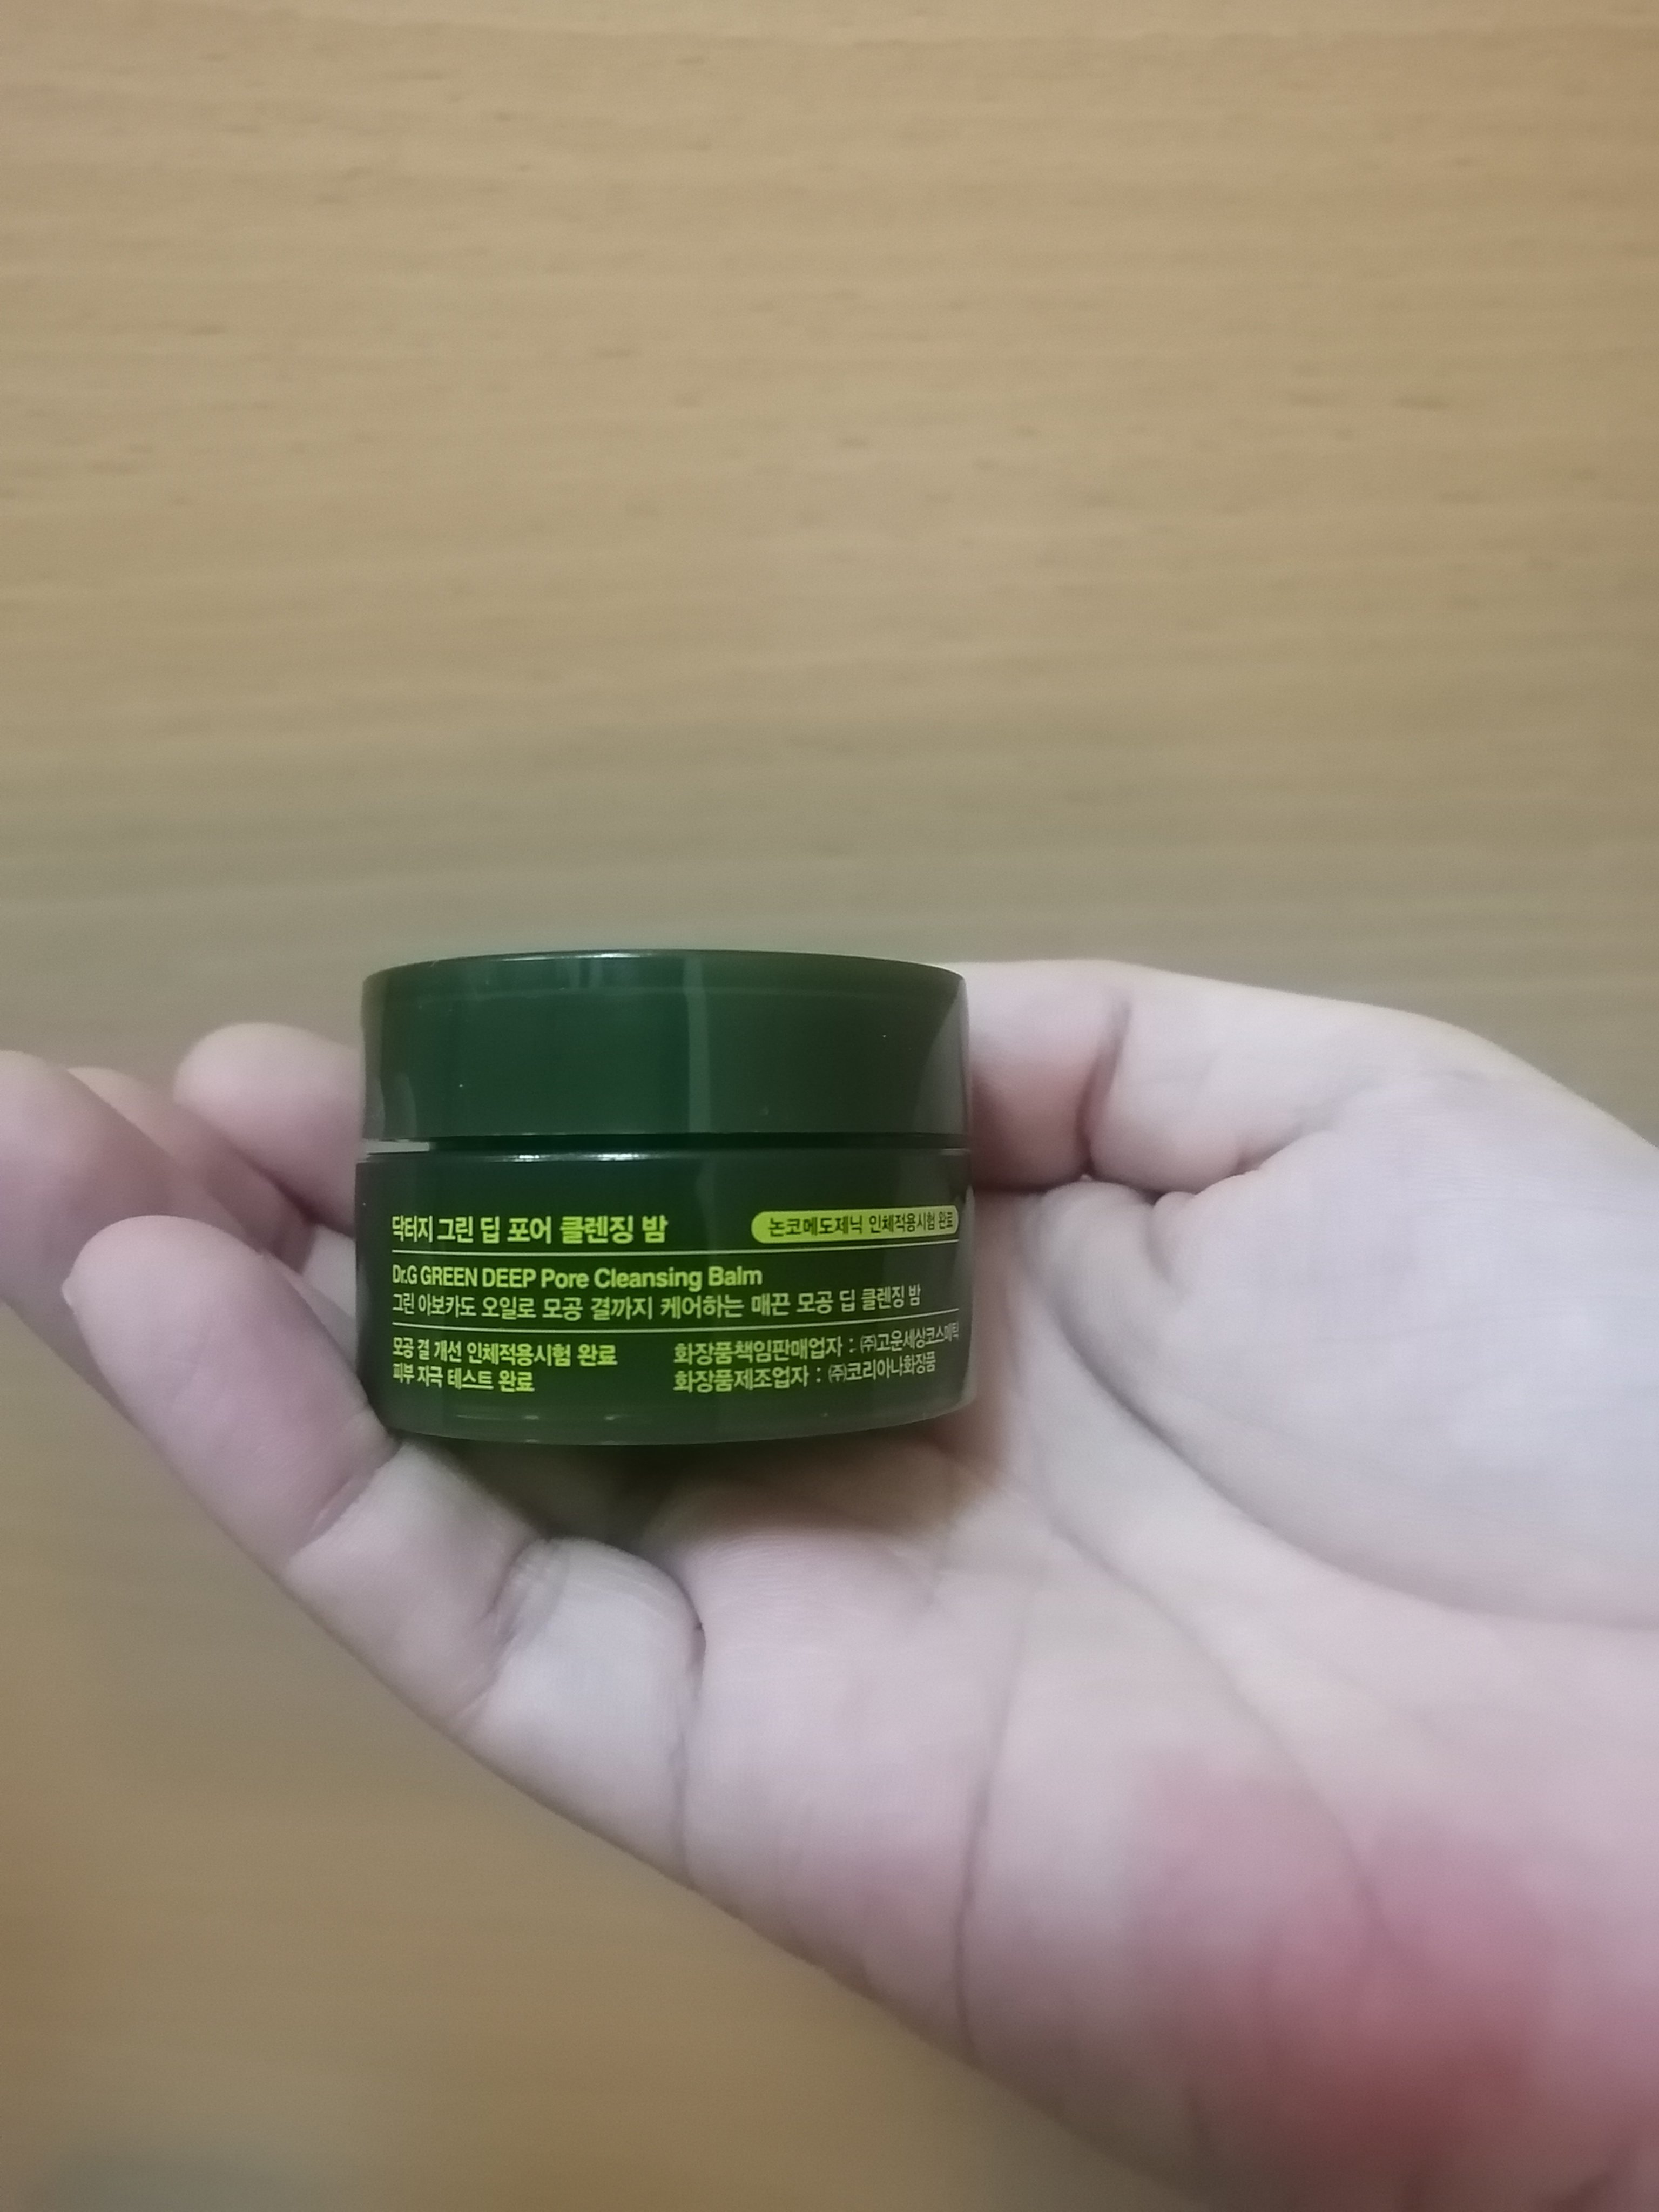 닥터지 그린 딥 포어 클렌징 밤
논코메도제닉 인체적용시험 완료
Dr.G GREEN DEEP Pore Cleansing Balm
그린 아보카도 오일로 모공 결까지 케어하는 매끈 모공 딥 클렌징 밤
모공 결 개선 인체적용시험 완료
피부 자극 테스트 완료
화장품책임판매업자 : ㈜고운세상코스메틱
화장품제조업자 : ㈜코리아나화장품